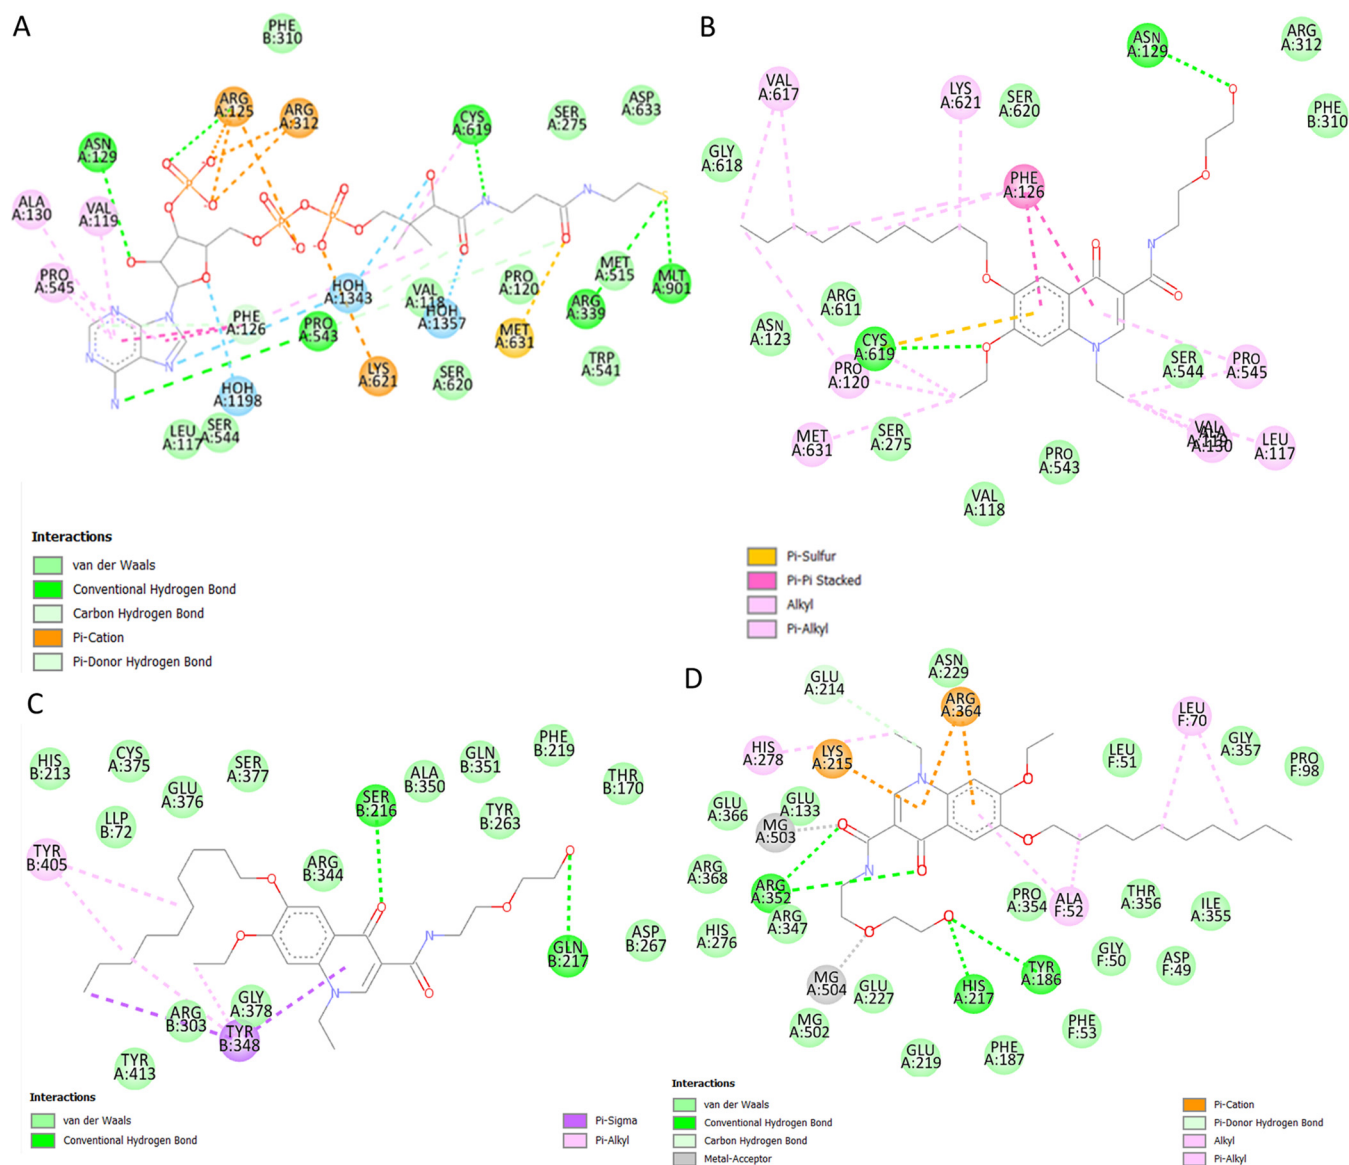 A
PHE
B:310
ARG
A:125
ARG
A:312
CYS
A:619
SER
A:275
ASP
A:633
ASN
A:129
ALA
A:130
VAL
A:119
PRO
A:545
PHE
A:126
HOH
A:1343
PRO
A:543
VAL
A:118
HOH
A:1357
PRO
A:120
MET
A:515
MLT
A:901
ARG
A:339
MET
A:631
LYS
A:621
SER
A:620
TRP
A:541
HOH
A:1198
LEU
A:117
SER
A:544
O
O
P
O-
O-
O
O
O
O
P
O
O-
O
P
O
O-
O
O
N
O
O
N
S
N
N
N
N
N
Interactions
van der Waals
Conventional Hydrogen Bond
Carbon Hydrogen Bond
Pi-Cation
Pi-Donor Hydrogen Bond
B
ASN
A:129
ARG
A:312
VAL
A:617
LYS
A:621
SER
A:620
PHE
B:310
GLY
A:618
PHE
A:126
ARG
A:611
ASN
A:123
CYS
A:619
PRO
A:120
SER
A:544
PRO
A:545
MET
A:631
SER
A:275
PRO
A:543
VAL
ALA
A:130
LEU
A:117
VAL
A:118
O
O
N
O
O
O
O
N
Pi-Sulfur
Pi-Pi Stacked
Alkyl
Pi-Alkyl
C
HIS
B:213
CYS
A:375
GLU
A:376
SER
A:377
SER
B:216
ALA
B:350
GLN
B:351
PHE
B:219
THR
B:170
LLP
B:72
TYR
B:263
TYR
B:405
ARG
B:344
ASP
B:267
GLN
B:217
ARG
B:303
GLY
A:378
TYR
B:348
TYR
A:413
O
O
O
O
O
N
O
N
Interactions
van der Waals
Conventional Hydrogen Bond
Pi-Sigma
Pi-Alkyl
D
GLU
A:214
ASN
A:229
ARG
A:364
LEU
F:70
HIS
A:278
LYS
A:215
LEU
F:51
GLY
A:357
PRO
F:98
GLU
A:366
GLU
A:133
MG
A:503
ARG
A:368
ARG
A:352
ARG
A:347
HIS
A:276
PRO
A:354
ALA
F:52
THR
A:356
ILE
A:355
GLY
F:50
ASP
F:49
MG
A:504
GLU
A:227
HIS
A:217
TYR
A:186
MG
A:502
PHE
F:53
GLU
A:219
PHE
A:187
N
O
O
O
O
N
O
O
Interactions
van der Waals
Conventional Hydrogen Bond
Carbon Hydrogen Bond
Metal-Acceptor
Pi-Cation
Pi-Donor Hydrogen Bond
Alkyl
Pi-Alkyl